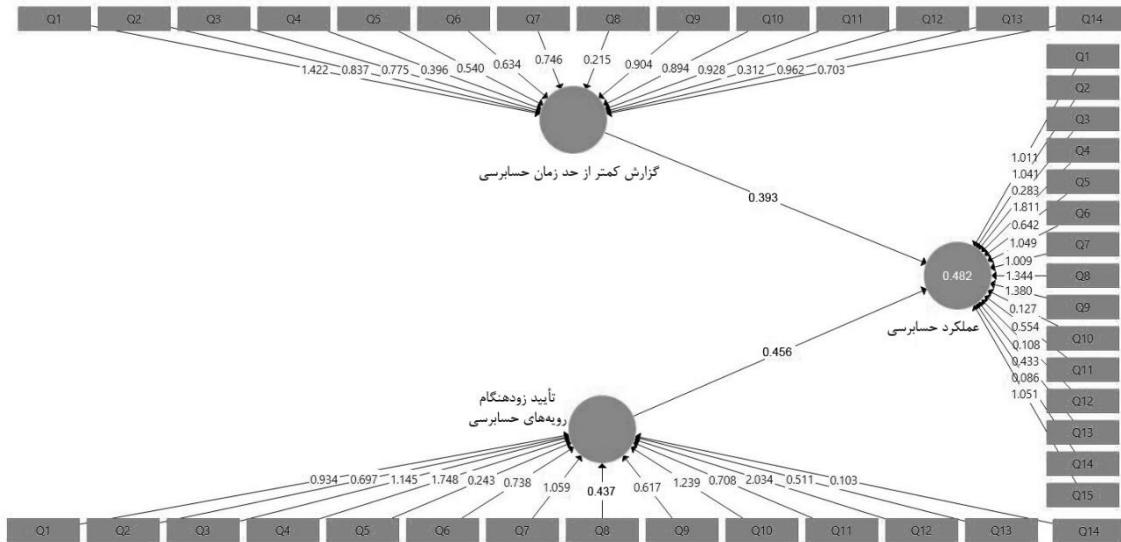 Q1 Q2 Q3 Q4 Q5 Q6 Q7 Q8 Q9 Q10 Q11 Q12 Q13 Q14
1.422 0.837 0.775 0.396 0.540 0.634 0.746 0.215 0.904 0.894 0.928 0.312 0.962 0.703
گزارش کمتر از حد زمان حسابرسی
0.393
Q1
Q2
Q3
Q4
Q5
Q6
Q7
Q8
Q9
Q10
Q11
Q12
Q13
Q14
Q15
1.011
1.041
0.283
1.811
0.642
1.049
1.009
1.344
1.380
0.127
0.554
0.108
0.433
0.086
1.051
0.482
عملکرد حسابرسی
0.456
تأیید زودهنگام
رویه‌های حسابرسی
0.934 0.697 1.145 1.748 0.243 0.738 1.059 0.437 0.617 1.239 0.708 2.034 0.511 0.103
Q1 Q2 Q3 Q4 Q5 Q6 Q7 Q8 Q9 Q10 Q11 Q12 Q13 Q14